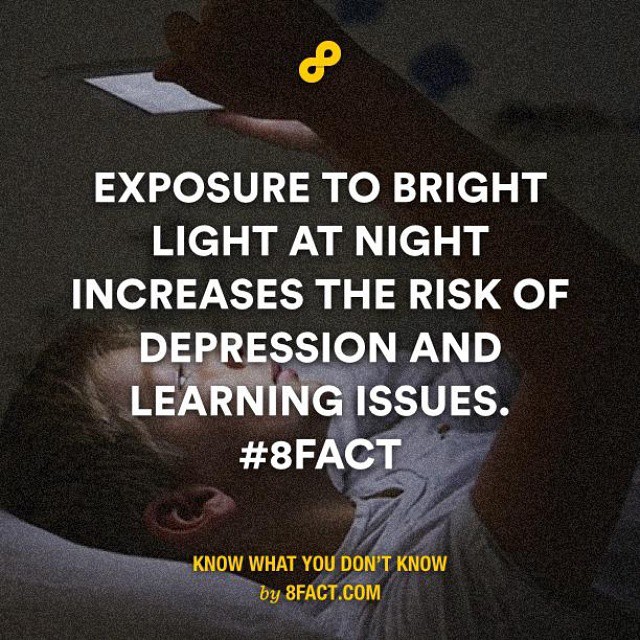 EXPOSURE TO BRIGHT
LIGHT AT NIGHT
INCREASES THE RISK OF
DEPRESSION AND
LEARNING ISSUES.
#8FACT
KNOW WHAT YOU DON'T KNOW
by 8FACT.COM